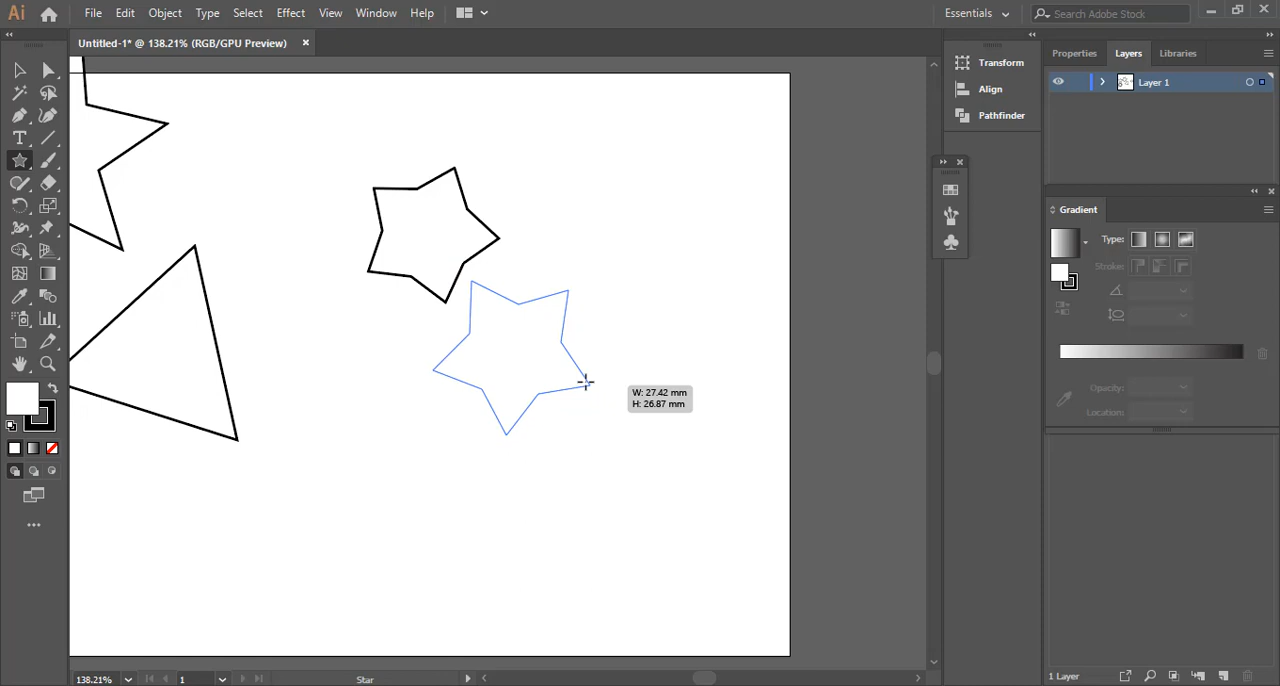 Ai File Edit Object Type Select Effect View Window Help Essentials Search Adobe Stock
Untitled-1* @ 138.21% (RGB/GPU Preview)
Transform
Align
Pathfinder
Properties Layers Libraries
Layer 1
Gradient
Type:
Stroke:
Opacity:
Location:
W: 27.42 mm
H: 26.87 mm
T
138.21% 1 Star
1 Layer